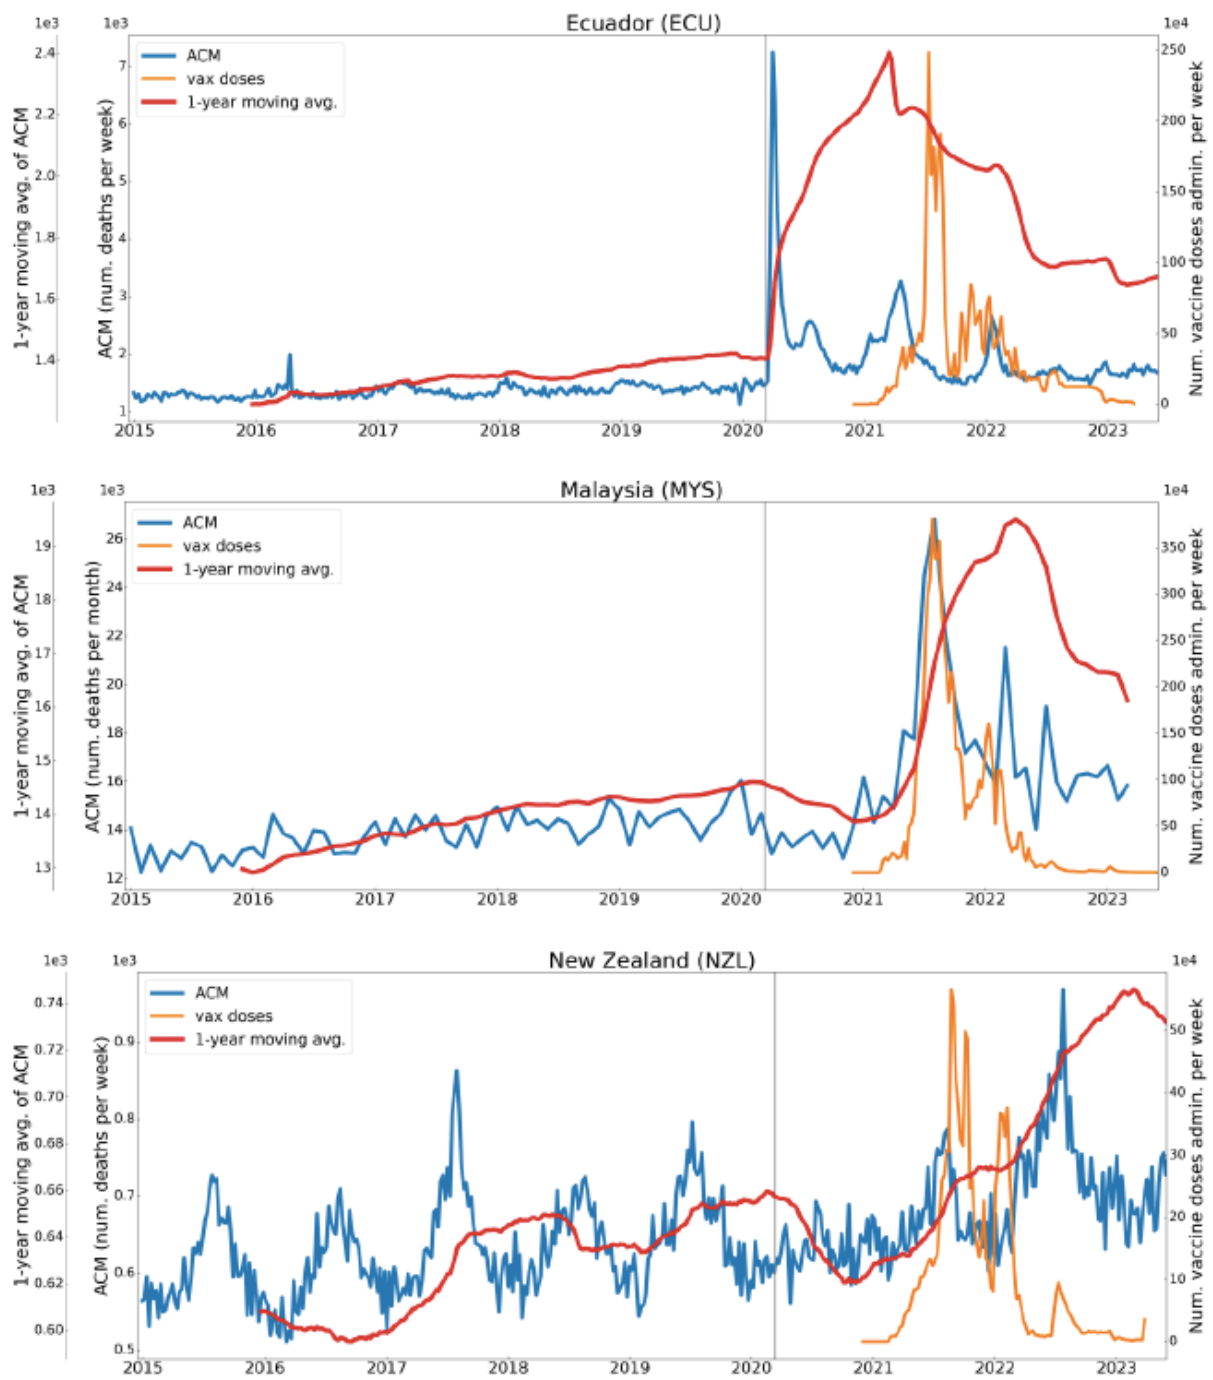 Ecuador (ECU)
1e3
1e3
1e4
ACM
vax doses
1-year moving avg.
1-year moving avg. of ACM
2.4
2.2
2.0
1.8
1.6
1.4
ACM (num. deaths per week)
7
6
5
4
3
2
1
Num. vaccine doses admin. per week
250
200
150
100
50
0
2015 2016 2017 2018 2019 2020 2021 2022 2023
Malaysia (MYS)
1e3
1e3
1e4
ACM
vax doses
1-year moving avg.
1-year moving avg. of ACM
19
18
17
16
15
14
13
ACM (num. deaths per month)
26
24
22
20
18
16
14
12
Num. vaccine doses admin. per week
350
300
250
200
150
100
50
0
2015 2016 2017 2018 2019 2020 2021 2022 2023
New Zealand (NZL)
1e3
1e3
1e4
ACM
vax doses
1-year moving avg.
1-year moving avg. of ACM
0.74
0.72
0.70
0.68
0.66
0.64
0.62
0.60
ACM (num. deaths per week)
0.9
0.8
0.7
0.6
0.5
Num. vaccine doses admin. per week
50
40
30
20
10
0
2015 2016 2017 2018 2019 2020 2021 2022 2023